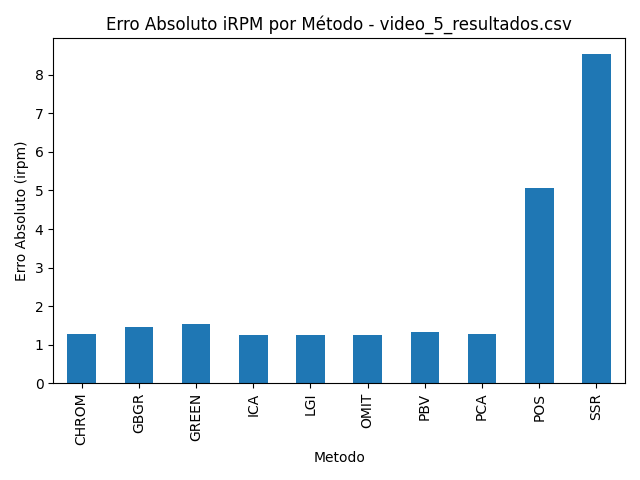 Erro Absoluto iRPM por Método - video_5_resultados.csv
Erro Absoluto (irpm)
8
7
6
5
4
3
2
1
0
CHROM
GBGR
GREEN
ICA
LGI
OMIT
PBV
PCA
POS
SSR
Metodo